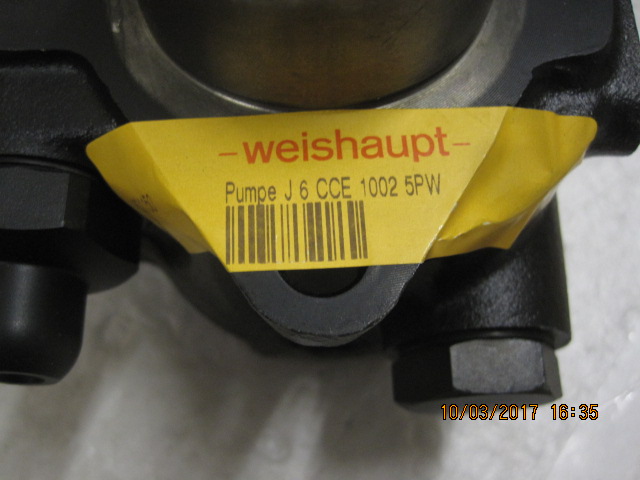 -weishaupt-
Pumpe J 6 CCE 1002 5PW
10/03/2017 16:35